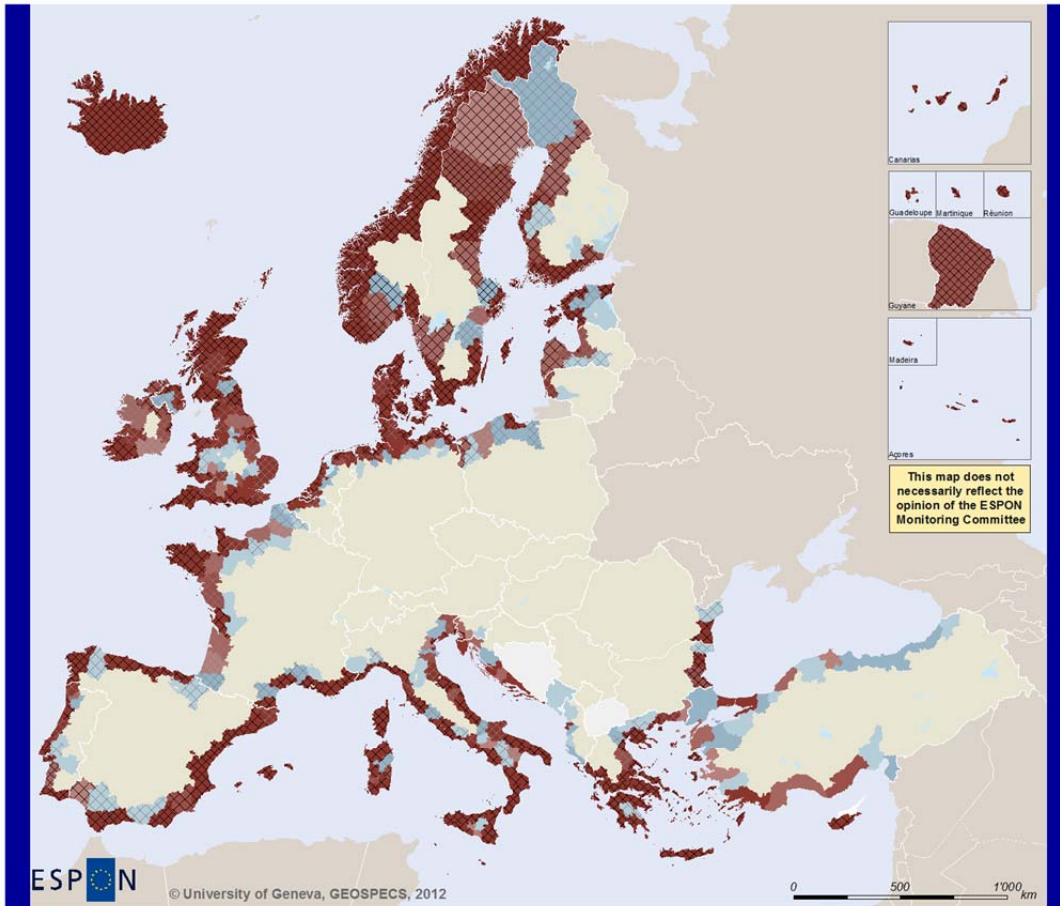 Canarias
Guadeloupe Martinique Réunion
Guyane
Madeira
Açores
This map does not
necessarily reflect the
opinion of the ESPON
Monitoring Committee
ESPON
© University of Geneva, GEOSPECS, 2012
0 500 1'000
km